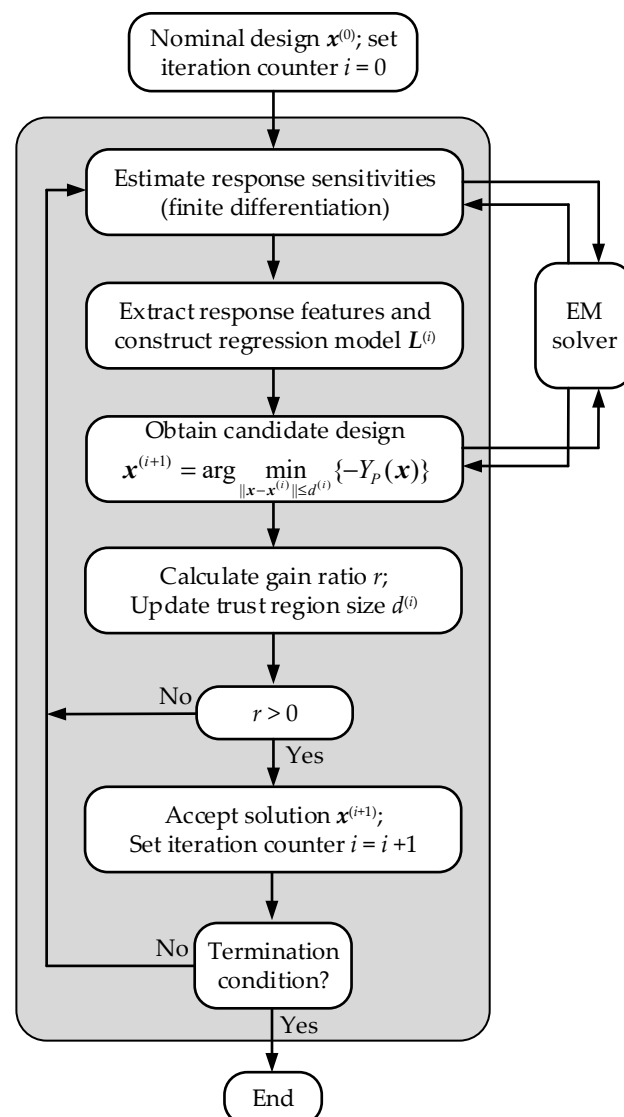 Nominal design x^(0); set
iteration counter i = 0
Estimate response sensitivities
(finite differentiation)
Extract response features and
construct regression model L^(i)
EM
solver
Obtain candidate design
x^(i+1) = arg min_{||x−x^(i)||≤d^(i)} {−Y_P(x)}
Calculate gain ratio r;
Update trust region size d^(i)
No
r > 0
Yes
Accept solution x^(i+1);
Set iteration counter i = i +1
No
Termination
condition?
Yes
End